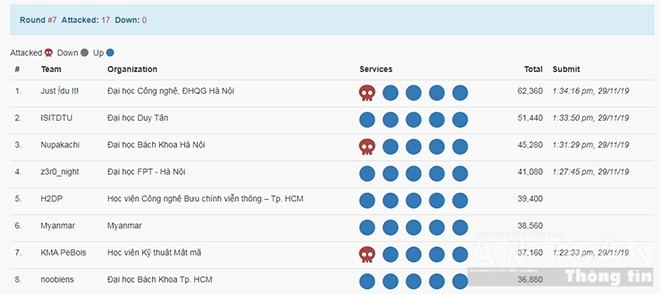 Round #7 Attacked: 17 Down: 0
Attacked Down Up
# Team Organization Services Total Submit
1. Đại học Công nghệ, ĐHQG Hà Nội 62,360 1:34:16 pm, 29/11/19
2. ISITDTU Đại học Duy Tân 51,440 1:33:50 pm, 29/11/19
3. Nupakachi Đại học Bách Khoa Hà Nội 45,280 1:31:29 pm, 29/11/19
4. z3r0_night Đại học FPT - Hà Nội 41,080 1:27:45 pm, 29/11/19
5. H2DP Học viện Công nghệ Bưu chính viễn thông – Tp. HCM 39,400
6. Myanmar Myanmar 38,560
7. KMA PeBois Học viện Kỹ thuật Mật mã 37,160 1:22:33 pm, 29/11/19
8. noobiens Đại học Bách Khoa Tp. HCM 36,880
AN TOÀN
Thông tin